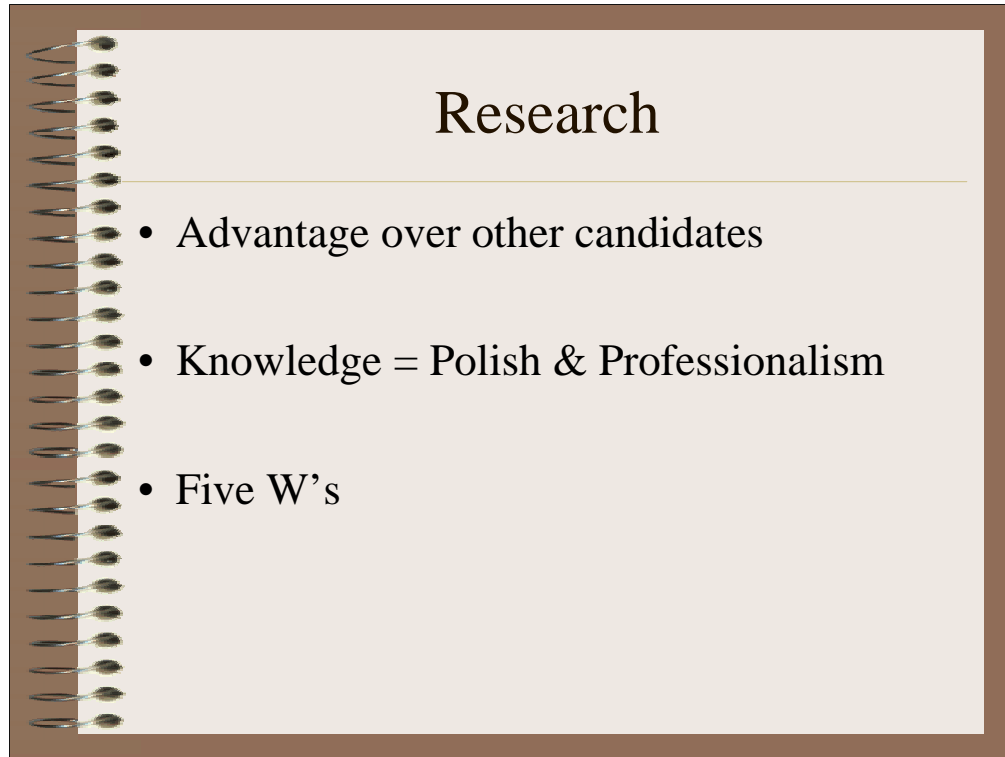 Research
• Advantage over other candidates
• Knowledge = Polish & Professionalism
• Five W’s